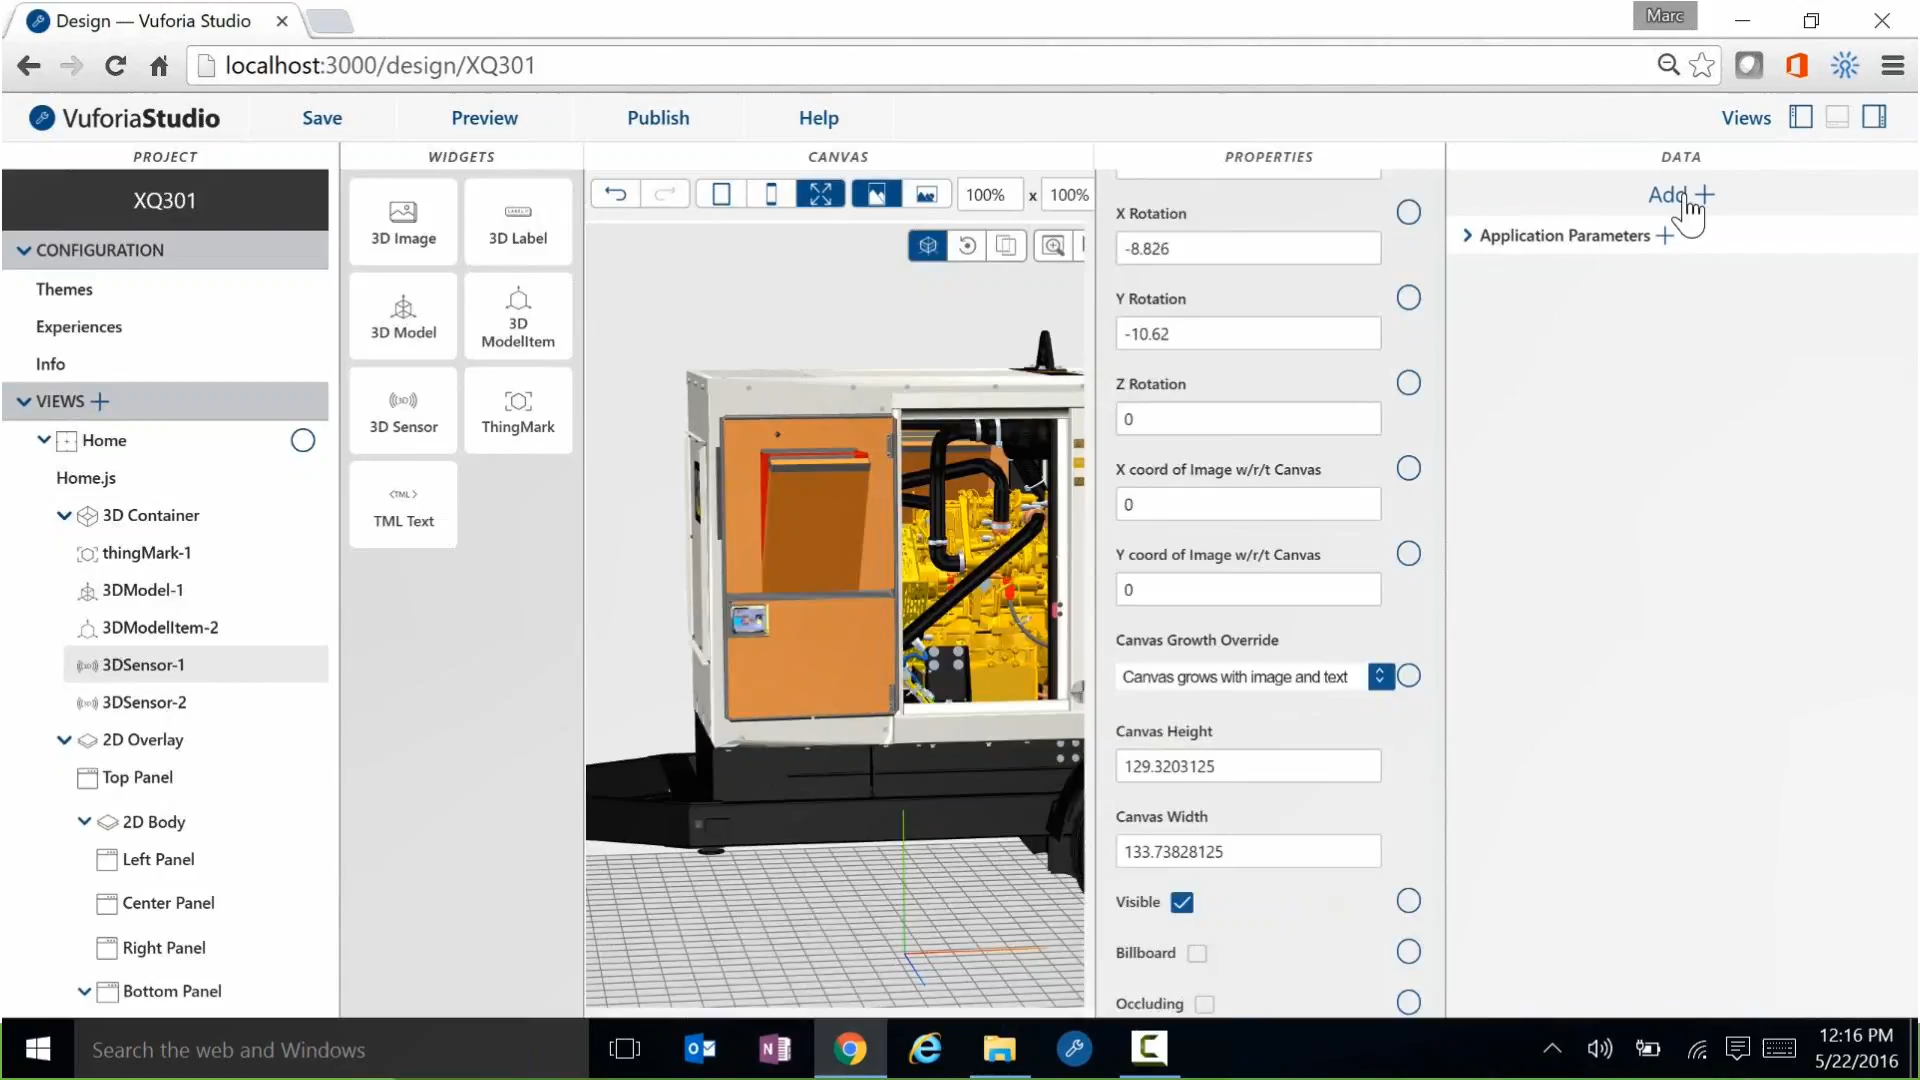 Design — Vuforia Studio
Marc
localhost:3000/design/XQ301
VuforiaStudio
Save
Preview
Publish
Help
Views
PROJECT
WIDGETS
CANVAS
PROPERTIES
DATA
XQ301
CONFIGURATION
Themes
Experiences
Info
VIEWS
Home
Home.js
3D Container
thingMark-1
3DModel-1
3DModelItem-2
3DSensor-1
3DSensor-2
2D Overlay
Top Panel
2D Body
Left Panel
Center Panel
Right Panel
Bottom Panel
3D Image
3D Label
3D Model
3D
ModelItem
3D Sensor
ThingMark
TML Text
100% x 100%
X Rotation
-8.826
Y Rotation
-10.62
Z Rotation
0
X coord of Image w/r/t Canvas
0
Y coord of Image w/r/t Canvas
0
Canvas Growth Override
Canvas grows with image and text
Canvas Height
129.3203125
Canvas Width
133.73828125
Visible
Billboard
Occluding
Add
Application Parameters
Search the web and Windows
12:16 PM
5/22/2016